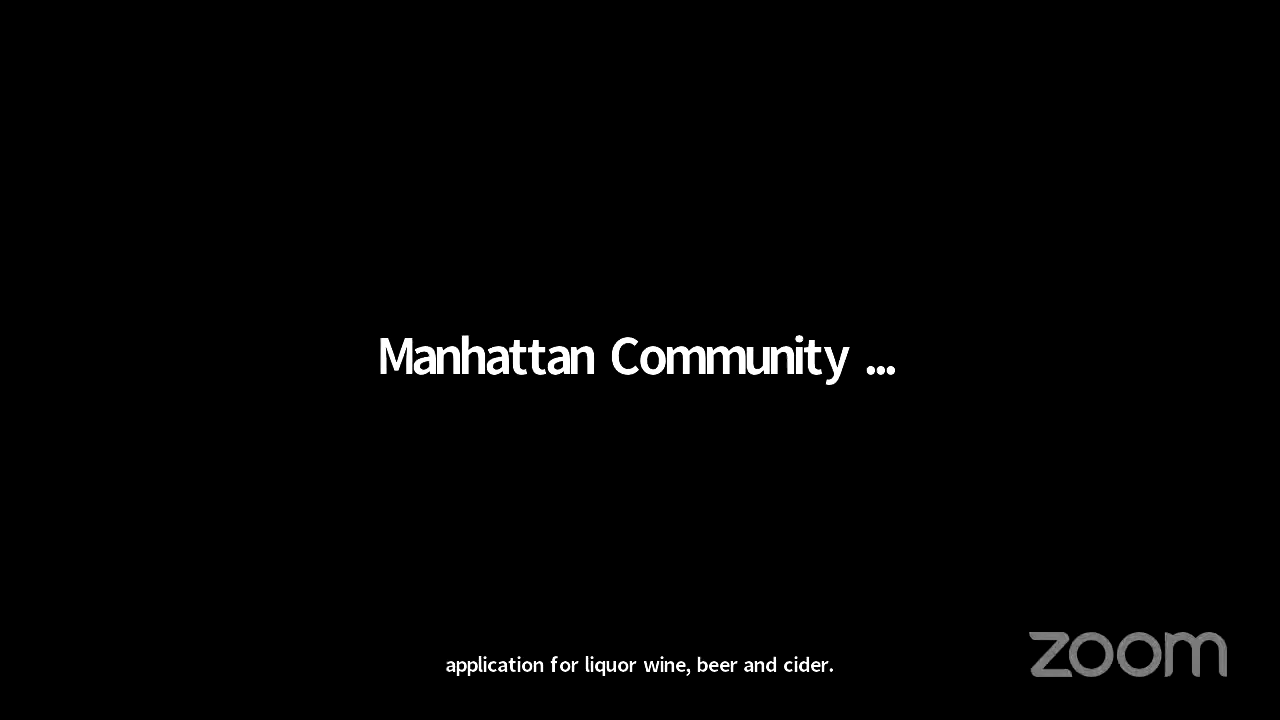 Manhattan Community ...
application for liquor wine, beer and cider.
zoom